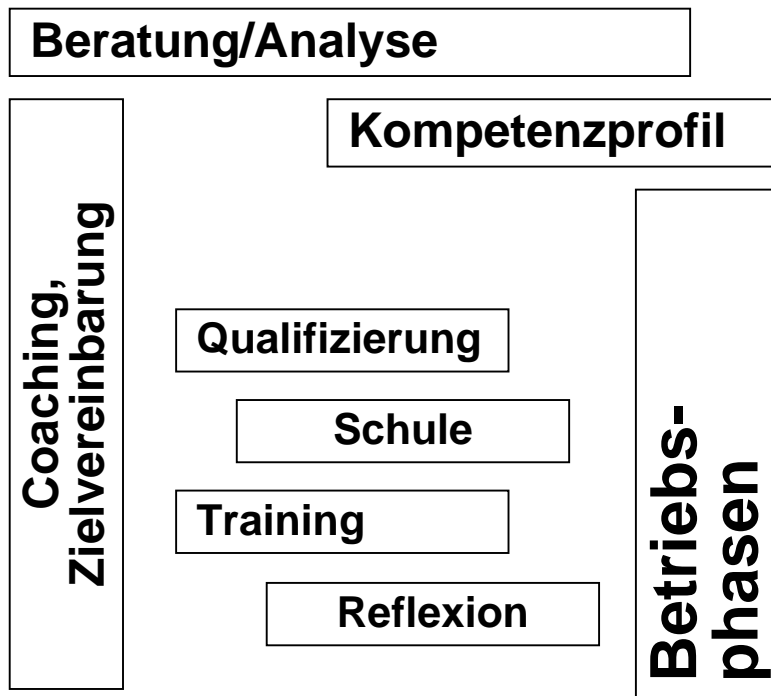 Beratung/Analyse
Kompetenzprofil
Coaching,
Zielvereinbarung
Qualifizierung
Schule
Training
Reflexion
Betriebs-
phasen